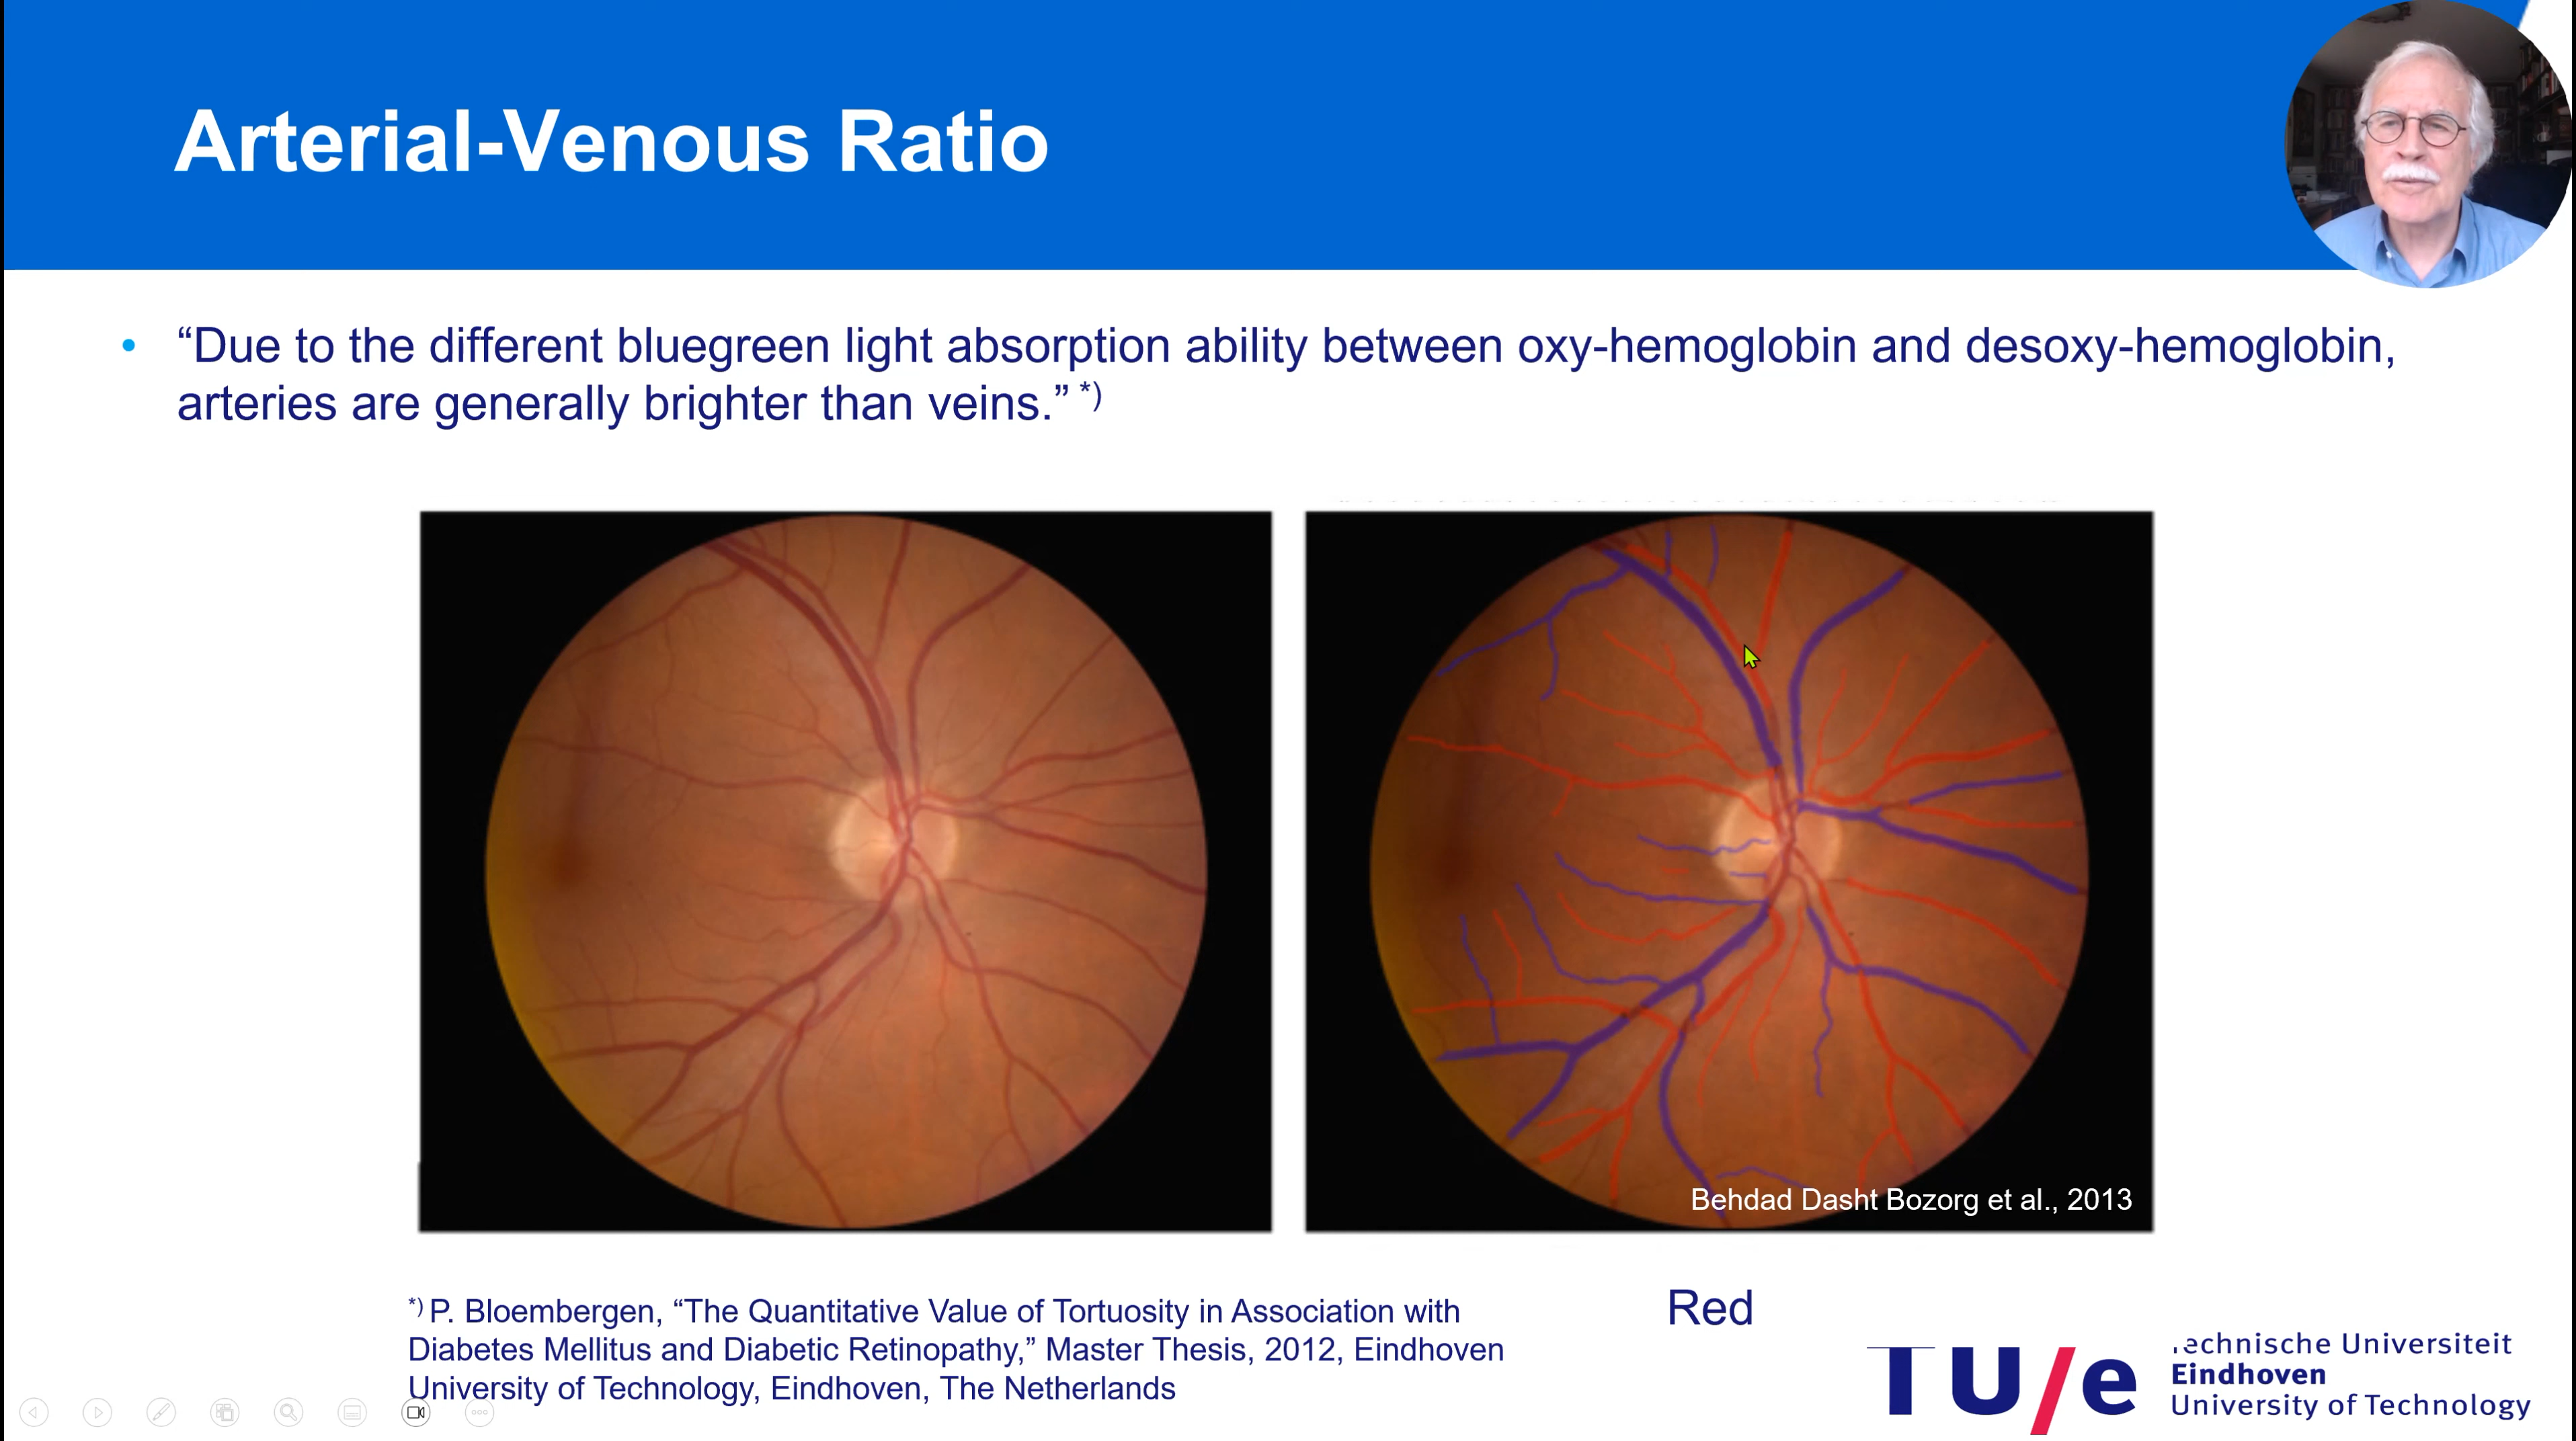 Arterial-Venous Ratio
• “Due to the different bluegreen light absorption ability between oxy-hemoglobin and desoxy-hemoglobin,
arteries are generally brighter than veins.” *)
Behdad Dasht Bozorg et al., 2013
*) P. Bloembergen, “The Quantitative Value of Tortuosity in Association with
Diabetes Mellitus and Diabetic Retinopathy,” Master Thesis, 2012, Eindhoven
University of Technology, Eindhoven, The Netherlands
Red
TU/e
Technische Universiteit
Eindhoven
University of Technology